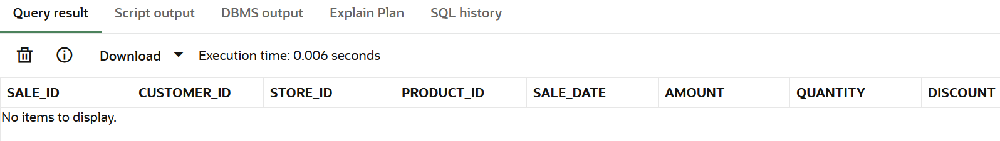 Query result Script output DBMS output Explain Plan SQL history
Download Execution time: 0.006 seconds
SALE_ID CUSTOMER_ID STORE_ID PRODUCT_ID SALE_DATE AMOUNT QUANTITY DISCOUNT
No items to display.